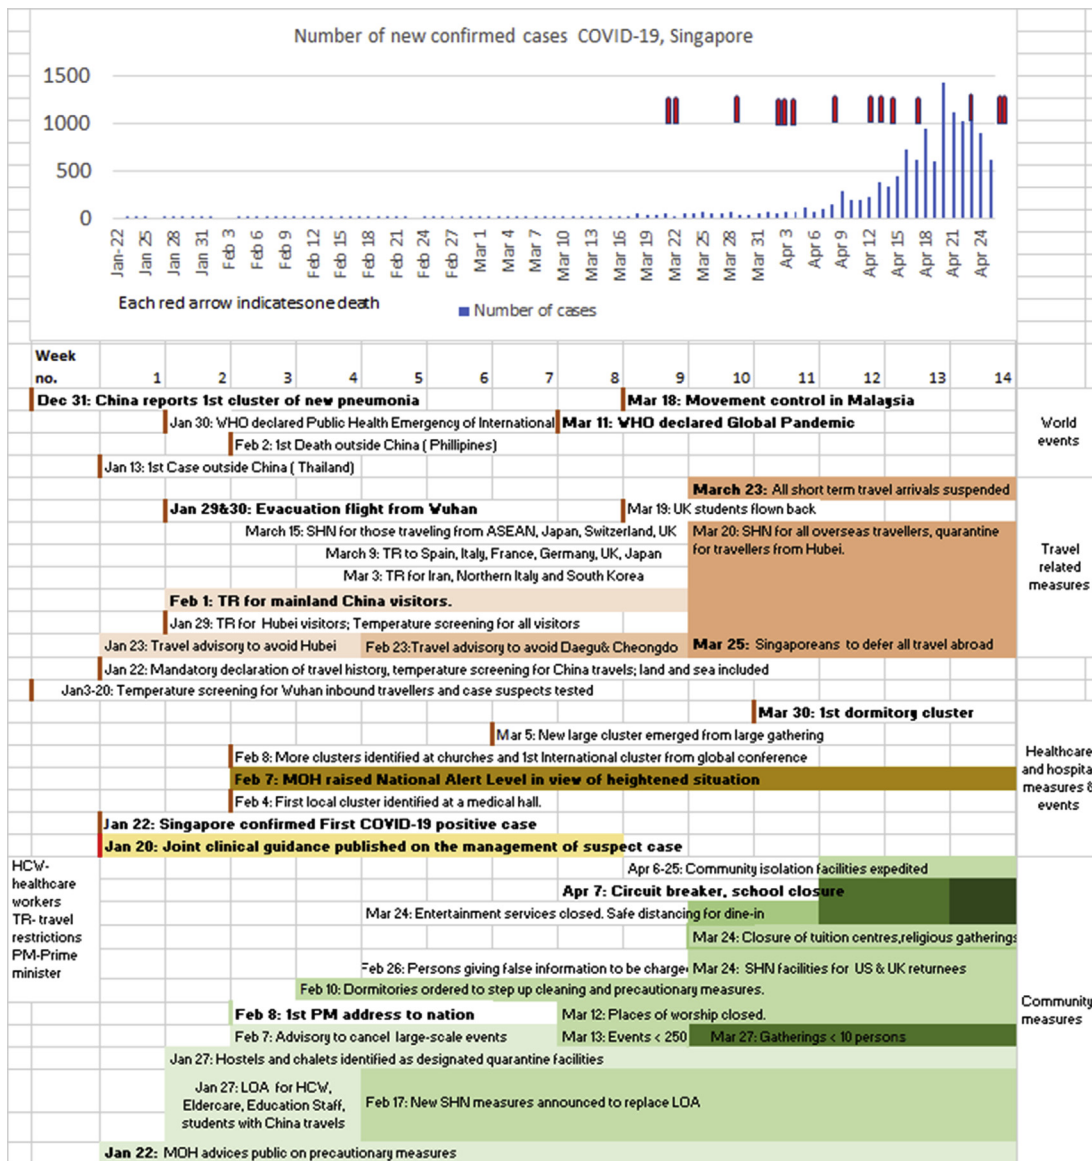 Number of new confirmed cases COVID-19, Singapore
1500
1000
500
0
Jan-22
Jan 25
Jan 28
Jan 31
Feb 3
Feb 6
Feb 9
Feb 12
Feb 15
Feb 18
Feb 21
Feb 24
Feb 27
Mar 1
Mar 4
Mar 7
Mar 10
Mar 13
Mar 16
Mar 19
Mar 22
Mar 25
Mar 28
Mar 31
Apr 3
Apr 6
Apr 9
Apr 12
Apr 15
Apr 18
Apr 21
Apr 24
Each red arrow indicatesone death
Number of cases
Week
no. 1 2 3 4 5 6 7 8 9 10 11 12 13 14
Dec 31: China reports 1st cluster of new pneumonia
Mar 18: Movement control in Malaysia
Jan 30: WHO declared Public Health Emergency of International
Mar 11: WHO declared Global Pandemic
Feb 2: 1st Death outside China ( Phillipines)
Jan 13: 1st Case outside China ( Thailand)
World
events
March 23: All short term travel arrivals suspended
Jan 29&30: Evacuation flight from Wuhan
Mar 19: UK students flown back
March 15: SHN for those traveling from ASEAN, Japan, Switzerland, UK
Mar 20: SHN for all overseas travellers, quarantine
for travellers from Hubei.
March 9: TR to Spain, Italy, France, Germany, UK, Japan
Mar 3: TR for Iran, Northern Italy and South Korea
Feb 1: TR for mainland China visitors.
Jan 29: TR for Hubei visitors; Temperature screening for all visitors
Jan 23: Travel advisory to avoid Hubei
Feb 23:Travel advisory to avoid Daegu& Cheongdo
Mar 25: Singaporeans to defer all travel abroad
Jan 22: Mandatory declaration of travel history, temperature screening for China travels; land and sea included
Jan3-20: Temperature screening for Wuhan inbound travellers and case suspects tested
Travel
related
measures
Mar 30: 1st dormitory cluster
Mar 5: New large cluster emerged from large gathering
Feb 8: More clusters identified at churches and 1st International cluster from global conference
Feb 7: MOH raised National Alert Level in view of heightened situation
Feb 4: First local cluster identified at a medical hall.
Jan 22: Singapore confirmed First COVID-19 positive case
Jan 20: Joint clinical guidance published on the management of suspect case
Healthcare
and hospita
measures &
events
HCW-
healthcare
workers
TR- travel
restrictions
PM-Prime
minister
Apr 6-25: Community isolation facilities expedited
Apr 7: Circuit breaker, school closure
Mar 24: Entertainment services closed. Safe distancing for dine-in
Mar 24: Closure of tuition centres,religious gatherings
Feb 26: Persons giving false information to be charge
Mar 24: SHN facilities for US & UK returnees
Feb 10: Dormitories ordered to step up cleaning and precautionary measures.
Feb 8: 1st PM address to nation
Mar 12: Places of worship closed.
Feb 7: Advisory to cancel large-scale events
Mar 13: Events < 250
Mar 27: Gatherings < 10 persons
Jan 27: Hostels and chalets identified as designated quarantine facilities
Jan 27: LOA for HCW,
Eldercare, Education Staff,
students with China travels
Feb 17: New SHN measures announced to replace LOA
Jan 22: MOH advices public on precautionary measures
Community
measures